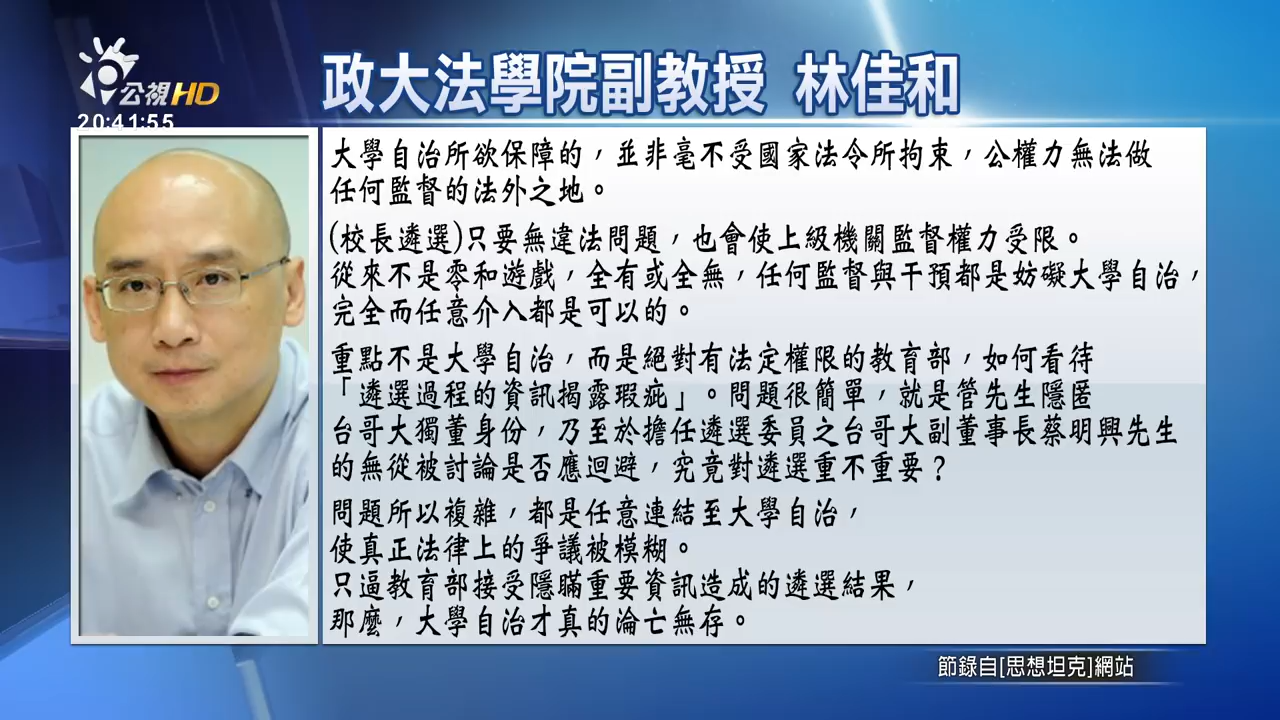 公視HD
20:41:55
政大法學院副教授 林佳和
大學自治所欲保障的，並非毫不受國家法令所拘束，公權力無法做
任何監督的法外之地。
(校長遴選)只要無違法問題，也會使上級機關監督權力受限。
從來不是零和遊戲，全有或全無，任何監督與干預都是妨礙大學自治，
完全而任意介入都是可以的。
重點不是大學自治，而是絕對有法定權限的教育部，如何看待
「遴選過程的資訊揭露瑕疵」。問題很簡單，就是管先生隱匿
台哥大獨董身份，乃至於擔任遴選委員之台哥大副董事長蔡明興先生
的無從被討論是否應迴避，究竟對遴選重不重要？
問題所以複雜，都是任意連結至大學自治，
使真正法律上的爭議被模糊。
只逼教育部接受隱瞞重要資訊造成的遴選結果，
那麼，大學自治才真的淪亡無存。
節錄自[思想坦克]網站